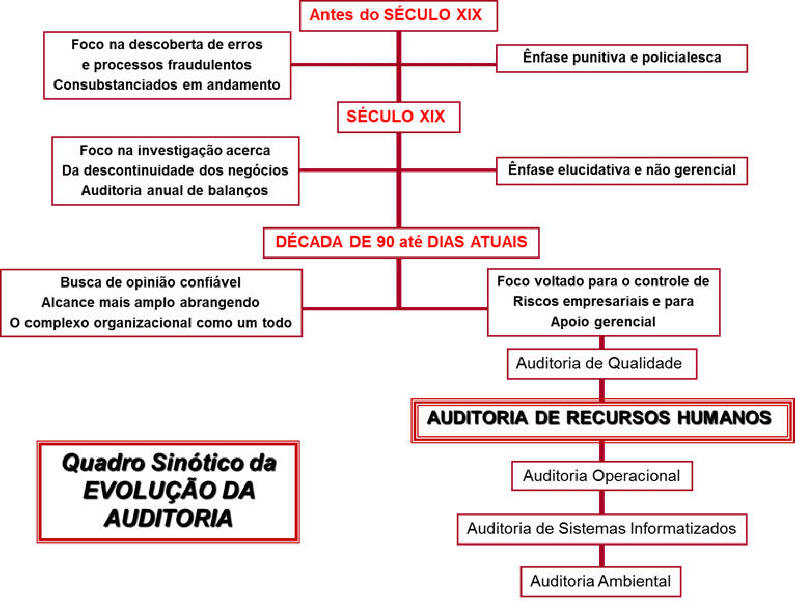 Antes do SÉCULO XIX
Foco na descoberta de erros
e processos fraudulentos
Consubstanciados em andamento
Ênfase punitiva e policialesca
SÉCULO XIX
Foco na investigação acerca
Da descontinuidade dos negócios
Auditoria anual de balanços
Ênfase elucidativa e não gerencial
DÉCADA DE 90 até DIAS ATUAIS
Busca de opinião confiável
Alcance mais amplo abrangendo
O complexo organizacional como um todo
Foco voltado para o controle de
Riscos empresariais e para
Apoio gerencial
Auditoria de Qualidade
AUDITORIA DE RECURSOS HUMANOS
Auditoria Operacional
Auditoria de Sistemas Informatizados
Auditoria Ambiental
Quadro Sinótico da
EVOLUÇÃO DA
AUDITORIA